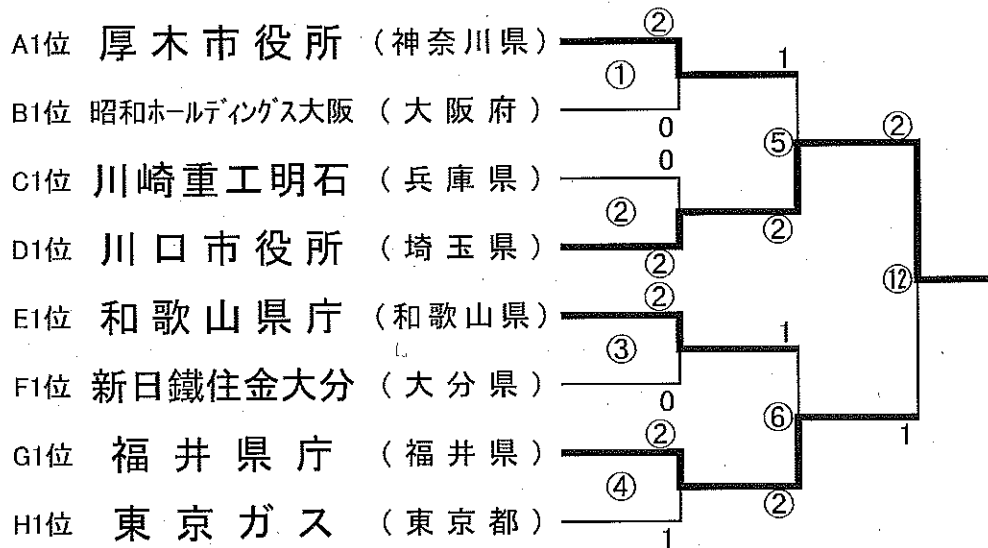 A1位 厚木市役所 (神奈川県) ②
① 1
B1位 昭和ホールディングス大阪 (大阪府) 0
⑤ ②
C1位 川崎重工明石 (兵庫県) 0
② ②
D1位 川口市役所 (埼玉県) ②
⑫
E1位 和歌山県庁 (和歌山県) ②
③ 1
F1位 新日鐵住金大分 (大分県) 0
⑥ 1
G1位 福井県庁 (福井県) ②
④ ②
H1位 東京ガス (東京都) 1